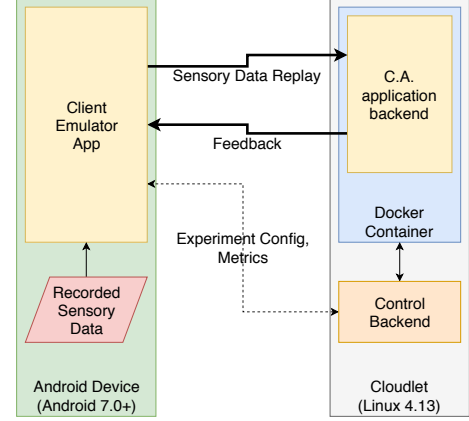 Client
Emulator
App
Sensory Data Replay
C.A.
application
backend
Feedback
Docker
Container
Experiment Config,
Metrics
Recorded
Sensory
Data
Control
Backend
Android Device
(Android 7.0+)
Cloudlet
(Linux 4.13)